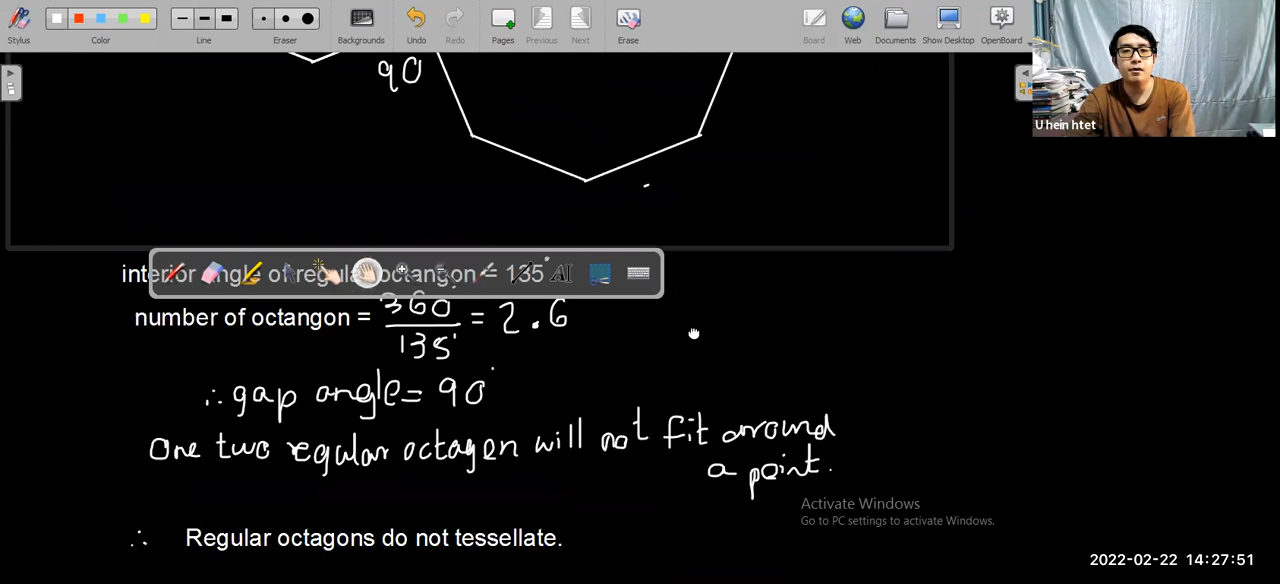 Stylus Color Line Eraser Backgrounds Undo Redo Pages Previous Next Erase Board Web Documents Show Desktop OpenBoard
90
U hein htet
interior angle of regular octangon = 135°
number of octangon = 360 / 135° = 2.6
∴ gap angle = 90°
One two regular octagen will not fit arround
a point.
Activate Windows
Go to PC settings to activate Windows.
∴ Regular octagons do not tessellate.
2022-02-22 14:27:51